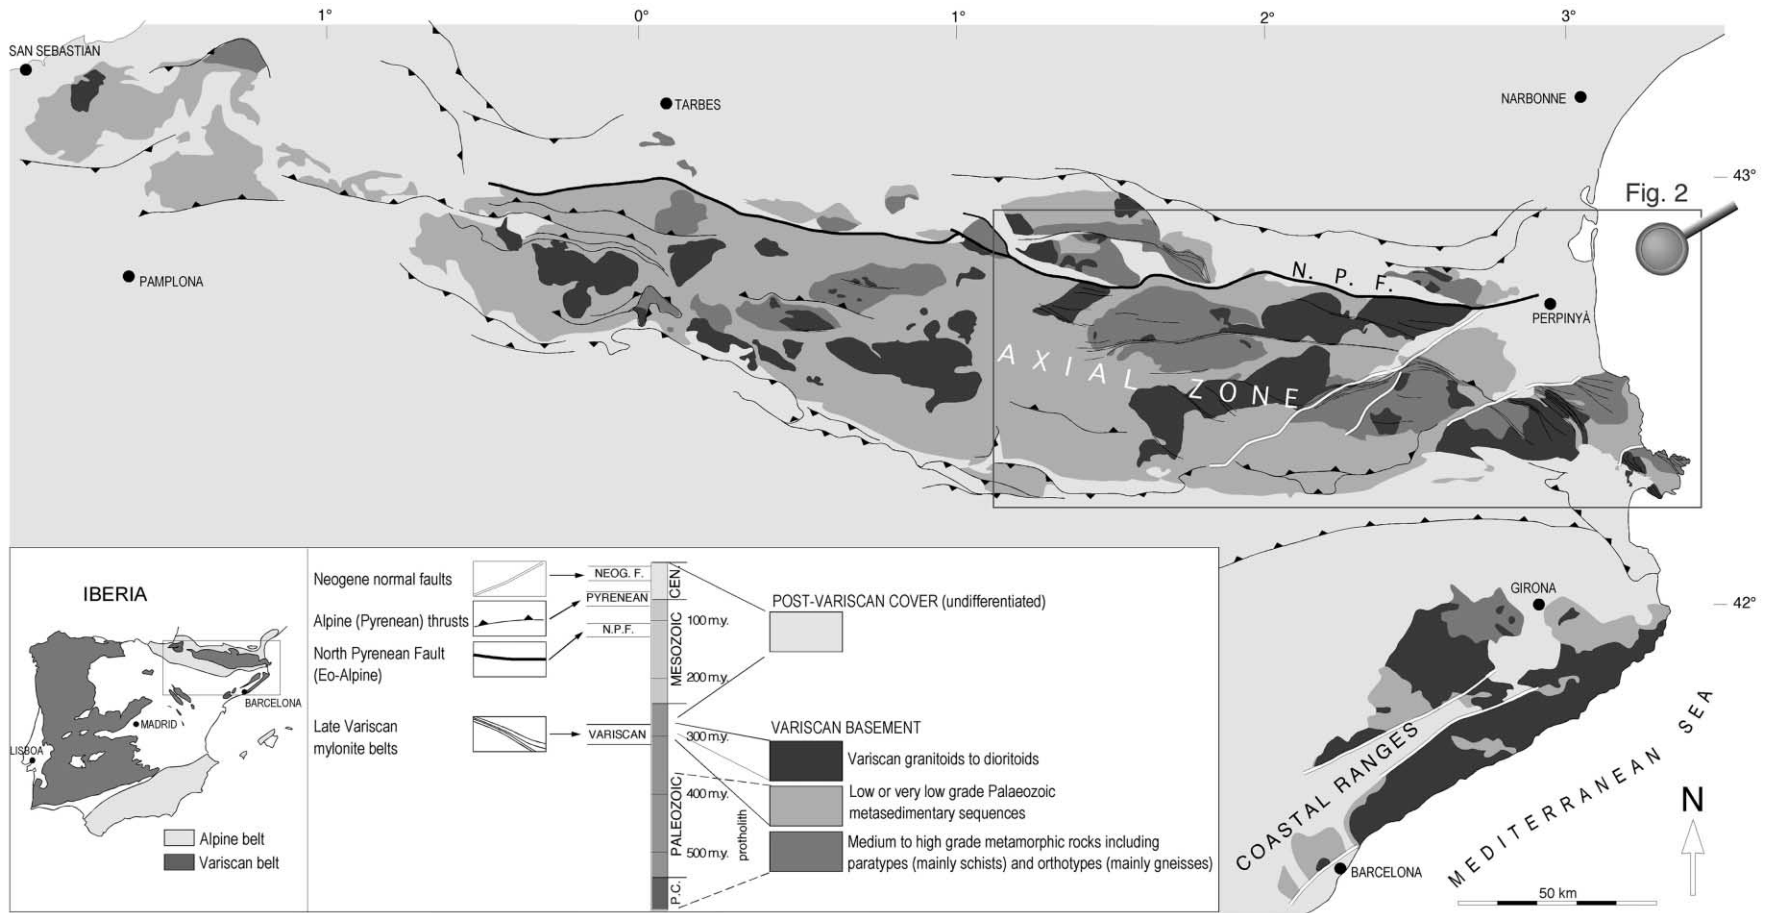 1°
0°
1°
2°
3°
SAN SEBASTIAN
TARBES
NARBONNE
43°
Fig. 2
PAMPLONA
N. P. F.
PERPINYÀ
AXIAL ZONE
GIRONA
42°
COASTAL RANGES
MEDITERRANEAN SEA
BARCELONA
N
50 km
IBERIA
BARCELONA
MADRID
LISBOA
Alpine belt
Variscan belt
Neogene normal faults
Alpine (Pyrenean) thrusts
North Pyrenean Fault
(Eo-Alpine)
Late Variscan
mylonite belts
NEOG. F.
PYRENEAN
N.P.F.
VARISCAN
CEN.
MESOZOIC
PALEOZOIC
P.C.
100 m.y.
200 m.y.
300 m.y.
400 m.y.
500 m.y.
protholith
POST-VARISCAN COVER (undifferentiated)
VARISCAN BASEMENT
Variscan granitoids to dioritoids
Low or very low grade Palaeozoic
metasedimentary sequences
Medium to high grade metamorphic rocks including
paratypes (mainly schists) and orthotypes (mainly gneisses)